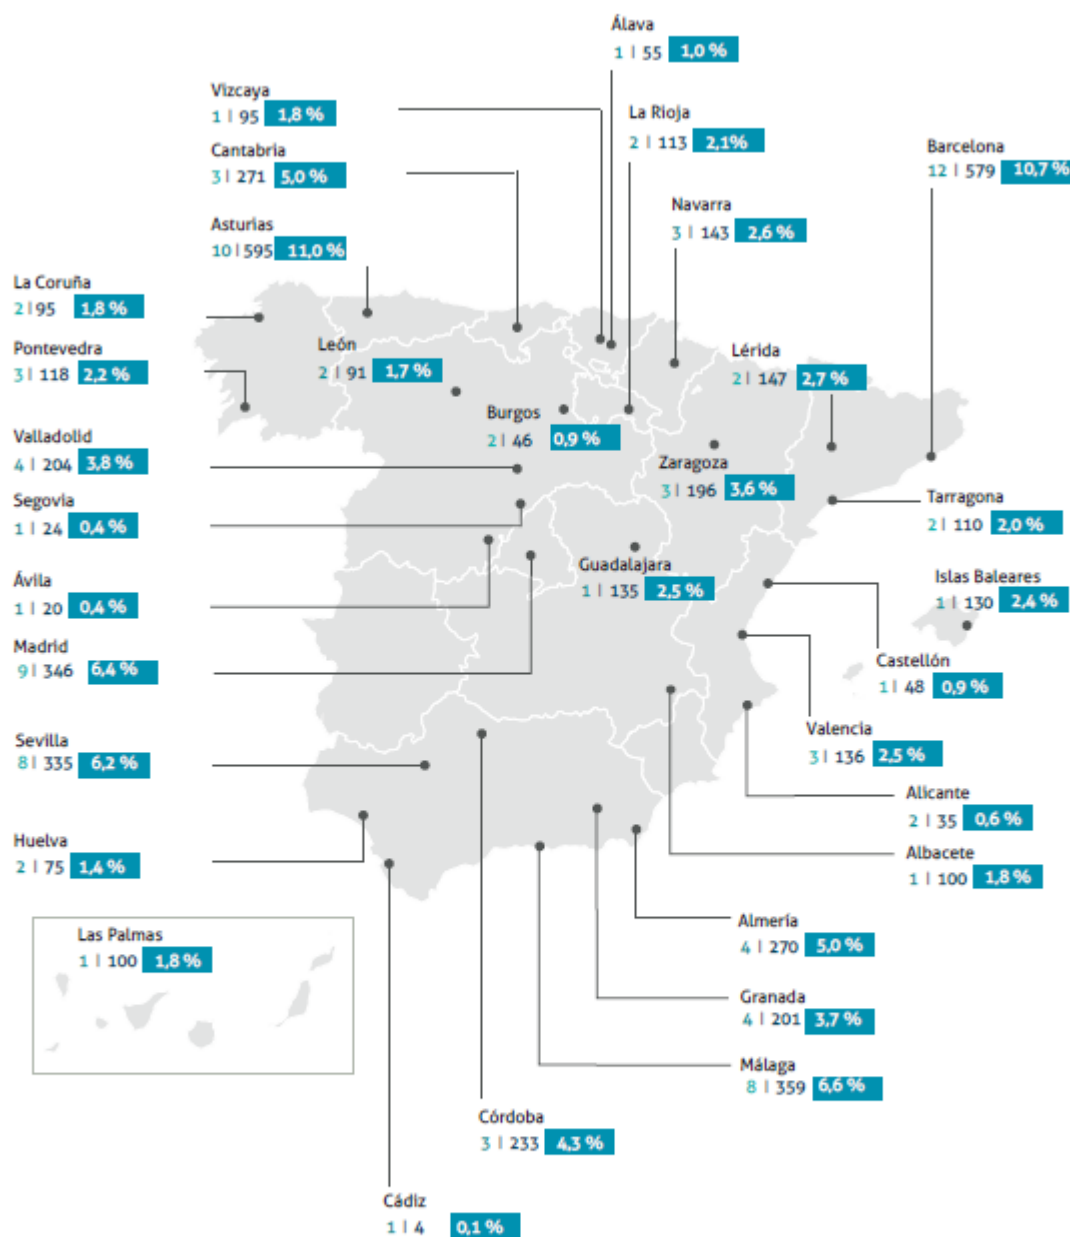 Álava
1 | 55 1,0 %
Vizcaya
1 | 95 1,8 %
La Rioja
2 | 113 2,1%
Cantabria
3 | 271 5,0 %
Barcelona
12 | 579 10,7 %
Navarra
3 | 143 2,6 %
Asturias
10 | 595 11,0 %
La Coruña
2 | 95 1,8 %
León
2 | 91 1,7 %
Pontevedra
3 | 118 2,2 %
Lérida
2 | 147 2,7 %
Burgos
2 | 46 0,9 %
Valladolid
4 | 204 3,8 %
Zaragoza
3 | 196 3,6 %
Segovia
1 | 24 0,4 %
Tarragona
2 | 110 2,0 %
Guadalajara
1 | 135 2,5 %
Ávila
1 | 20 0,4 %
Islas Baleares
1 | 130 2,4 %
Madrid
9 | 346 6,4 %
Castellón
1 | 48 0,9 %
Sevilla
8 | 335 6,2 %
Valencia
3 | 136 2,5 %
Alicante
2 | 35 0,6 %
Huelva
2 | 75 1,4 %
Albacete
1 | 100 1,8 %
Las Palmas
1 | 100 1,8 %
Almería
4 | 270 5,0 %
Granada
4 | 201 3,7 %
Málaga
8 | 359 6,6 %
Córdoba
3 | 233 4,3 %
Cádiz
1 | 4 0,1 %